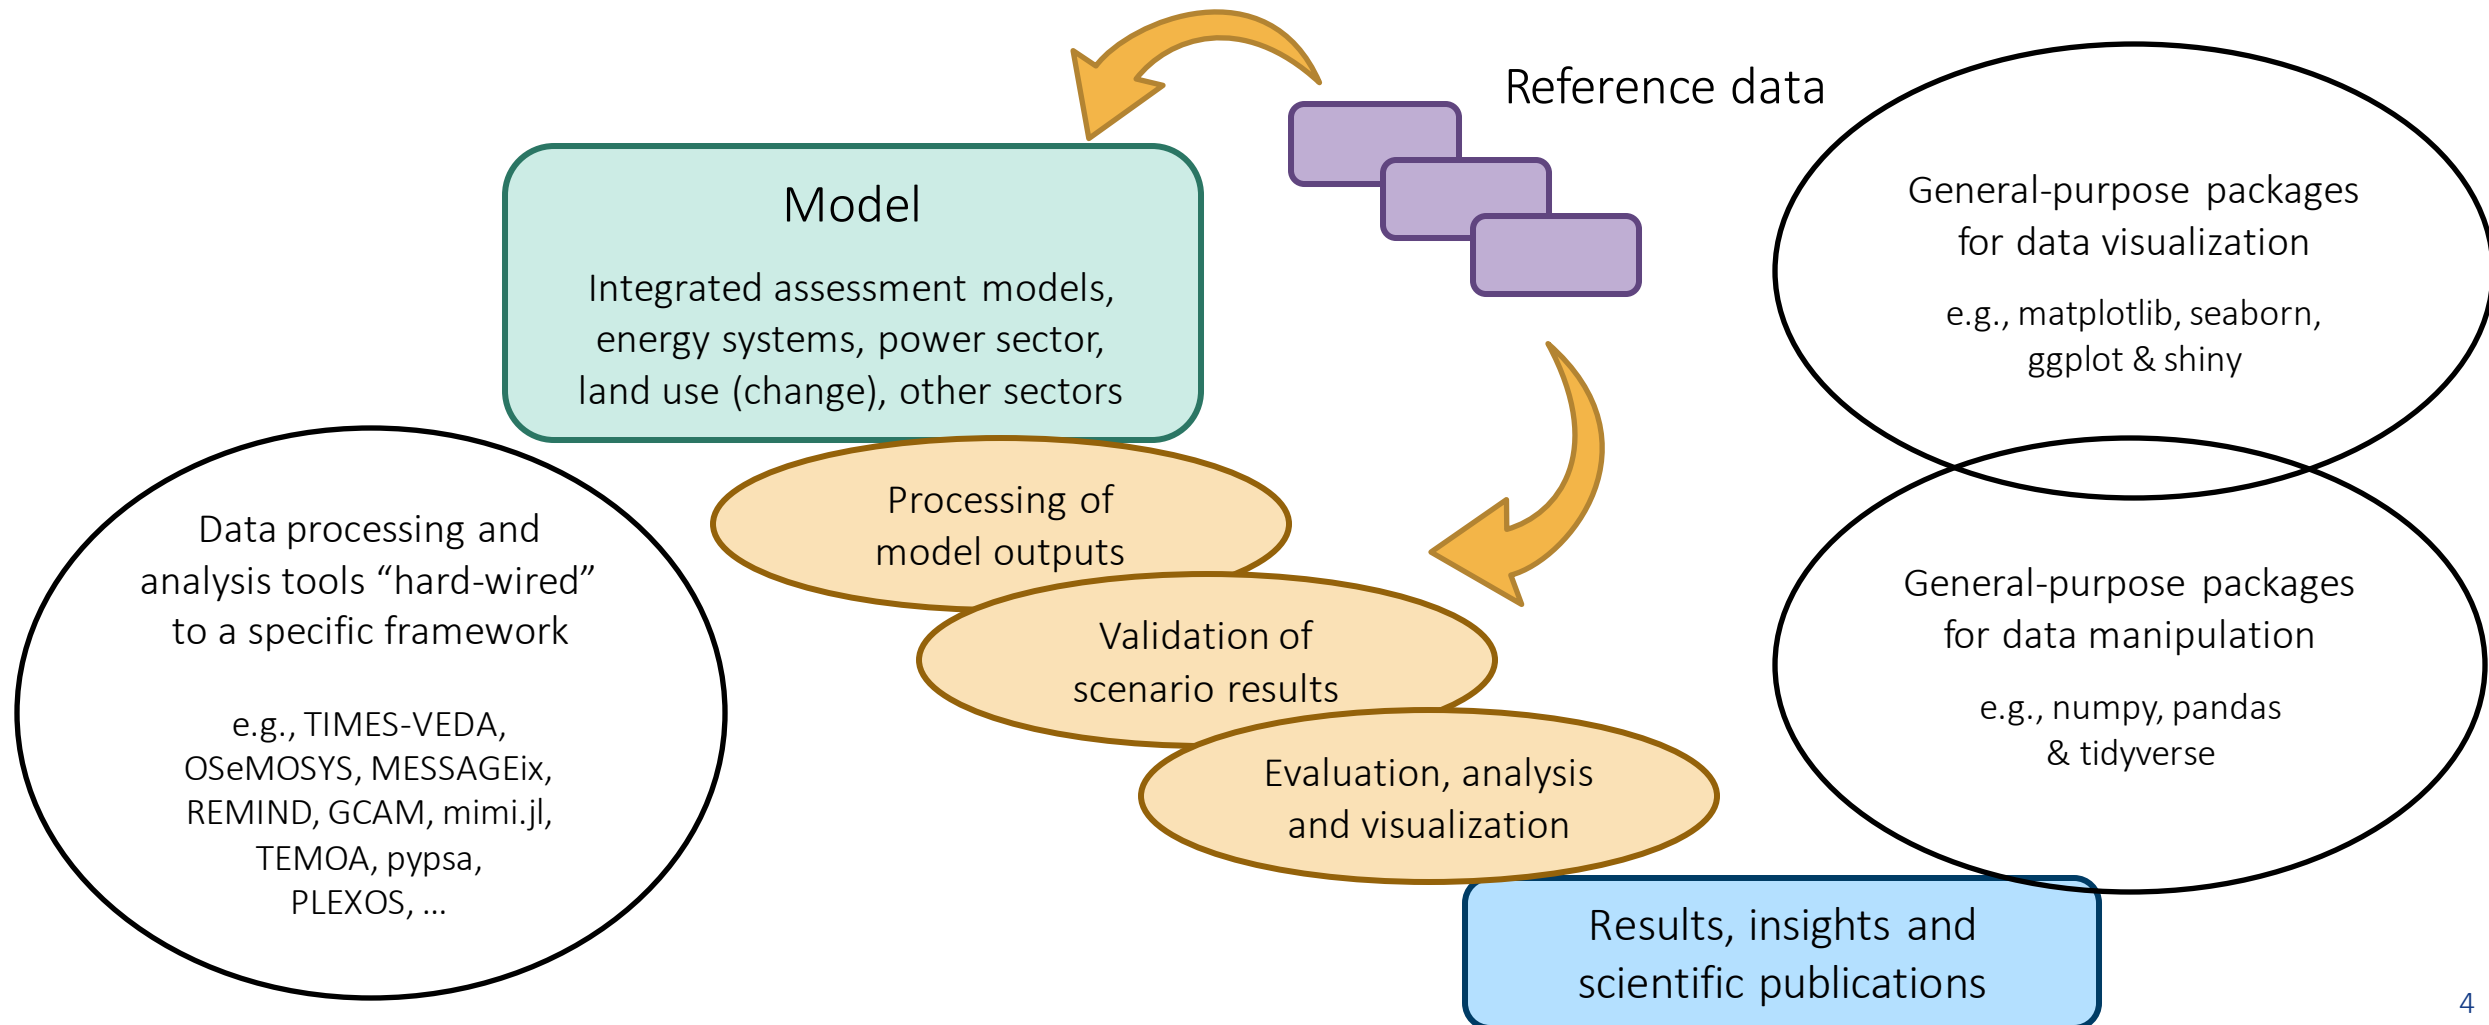 Reference data
Model
Integrated assessment models,
energy systems, power sector,
land use (change), other sectors
General-purpose packages
for data visualization
e.g., matplotlib, seaborn,
ggplot & shiny
Data processing and
analysis tools “hard-wired”
to a specific framework
e.g., TIMES-VEDA,
OSeMOSYS, MESSAGEix,
REMIND, GCAM, mimi.jl,
TEMOA, pypsa,
PLEXOS, ...
Processing of
model outputs
Validation of
scenario results
Evaluation, analysis
and visualization
General-purpose packages
for data manipulation
e.g., numpy, pandas
& tidyverse
Results, insights and
scientific publications
4